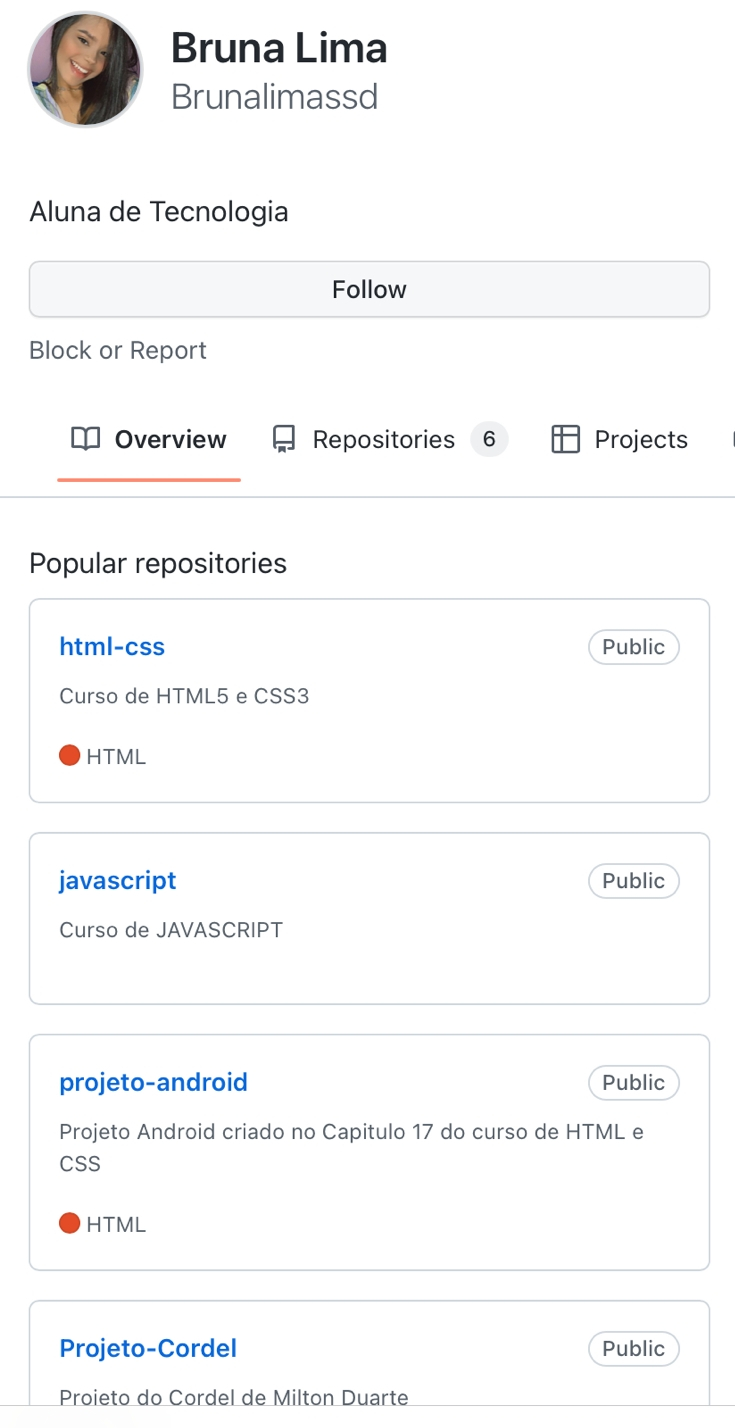 Bruna Lima
Brunalimassd
Aluna de Tecnologia
Follow
Block or Report
Overview Repositories 6 Projects
Popular repositories
html-css Public
Curso de HTML5 e CSS3
HTML
javascript Public
Curso de JAVASCRIPT
projeto-android Public
Projeto Android criado no Capitulo 17 do curso de HTML e
CSS
HTML
Projeto-Cordel Public
Projeto do Cordel de Milton Duarte